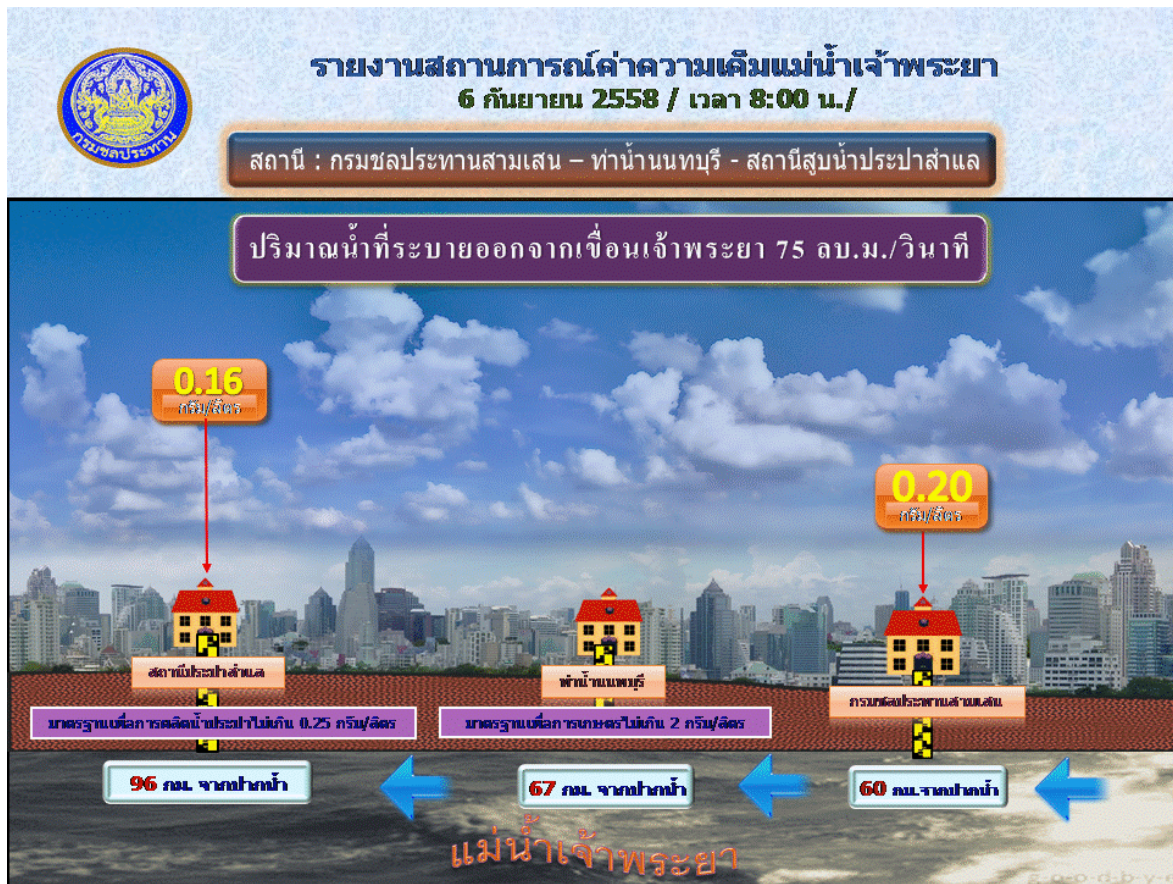 รายงานสถานการณ์ค่าความเค็มแม่น้ำเจ้าพระยา
6 กันยายน 2558 / เวลา 8:00 น./
กรมชลประทาน
สถานี : กรมชลประทานสามเสน – ท่าน้ำนนทบุรี - สถานีสูบน้ำประปาสำแล
ปริมาณน้ำที่ระบายออกจากเขื่อนเจ้าพระยา 75 ลบ.ม./วินาที
0.16
กรัม/ลิตร
0.20
กรัม/ลิตร
สถานีประปาสำแล
ท่าน้ำนนทบุรี
กรมชลประทานสามเสน
มาตรฐานเพื่อการผลิตน้ำประปาไม่เกิน 0.25 กรัม/ลิตร
มาตรฐานเพื่อการเกษตรไม่เกิน 2 กรัม/ลิตร
96 กม. จากปากน้ำ
67 กม. จากปากน้ำ
60 กม.จากปากน้ำ
แม่น้ำเจ้าพระยา